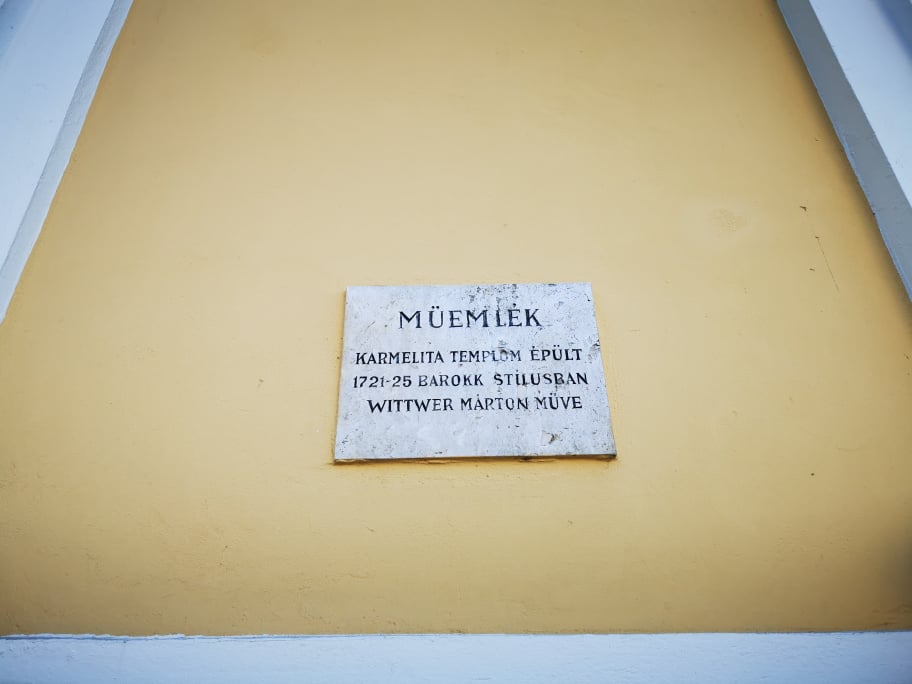 MÜEMLÉK
KARMELITA TEMPLOM ÉPÜLT
1721-25 BAROKK STÍLUSBAN
WITTWER MÁRTON MÜVE